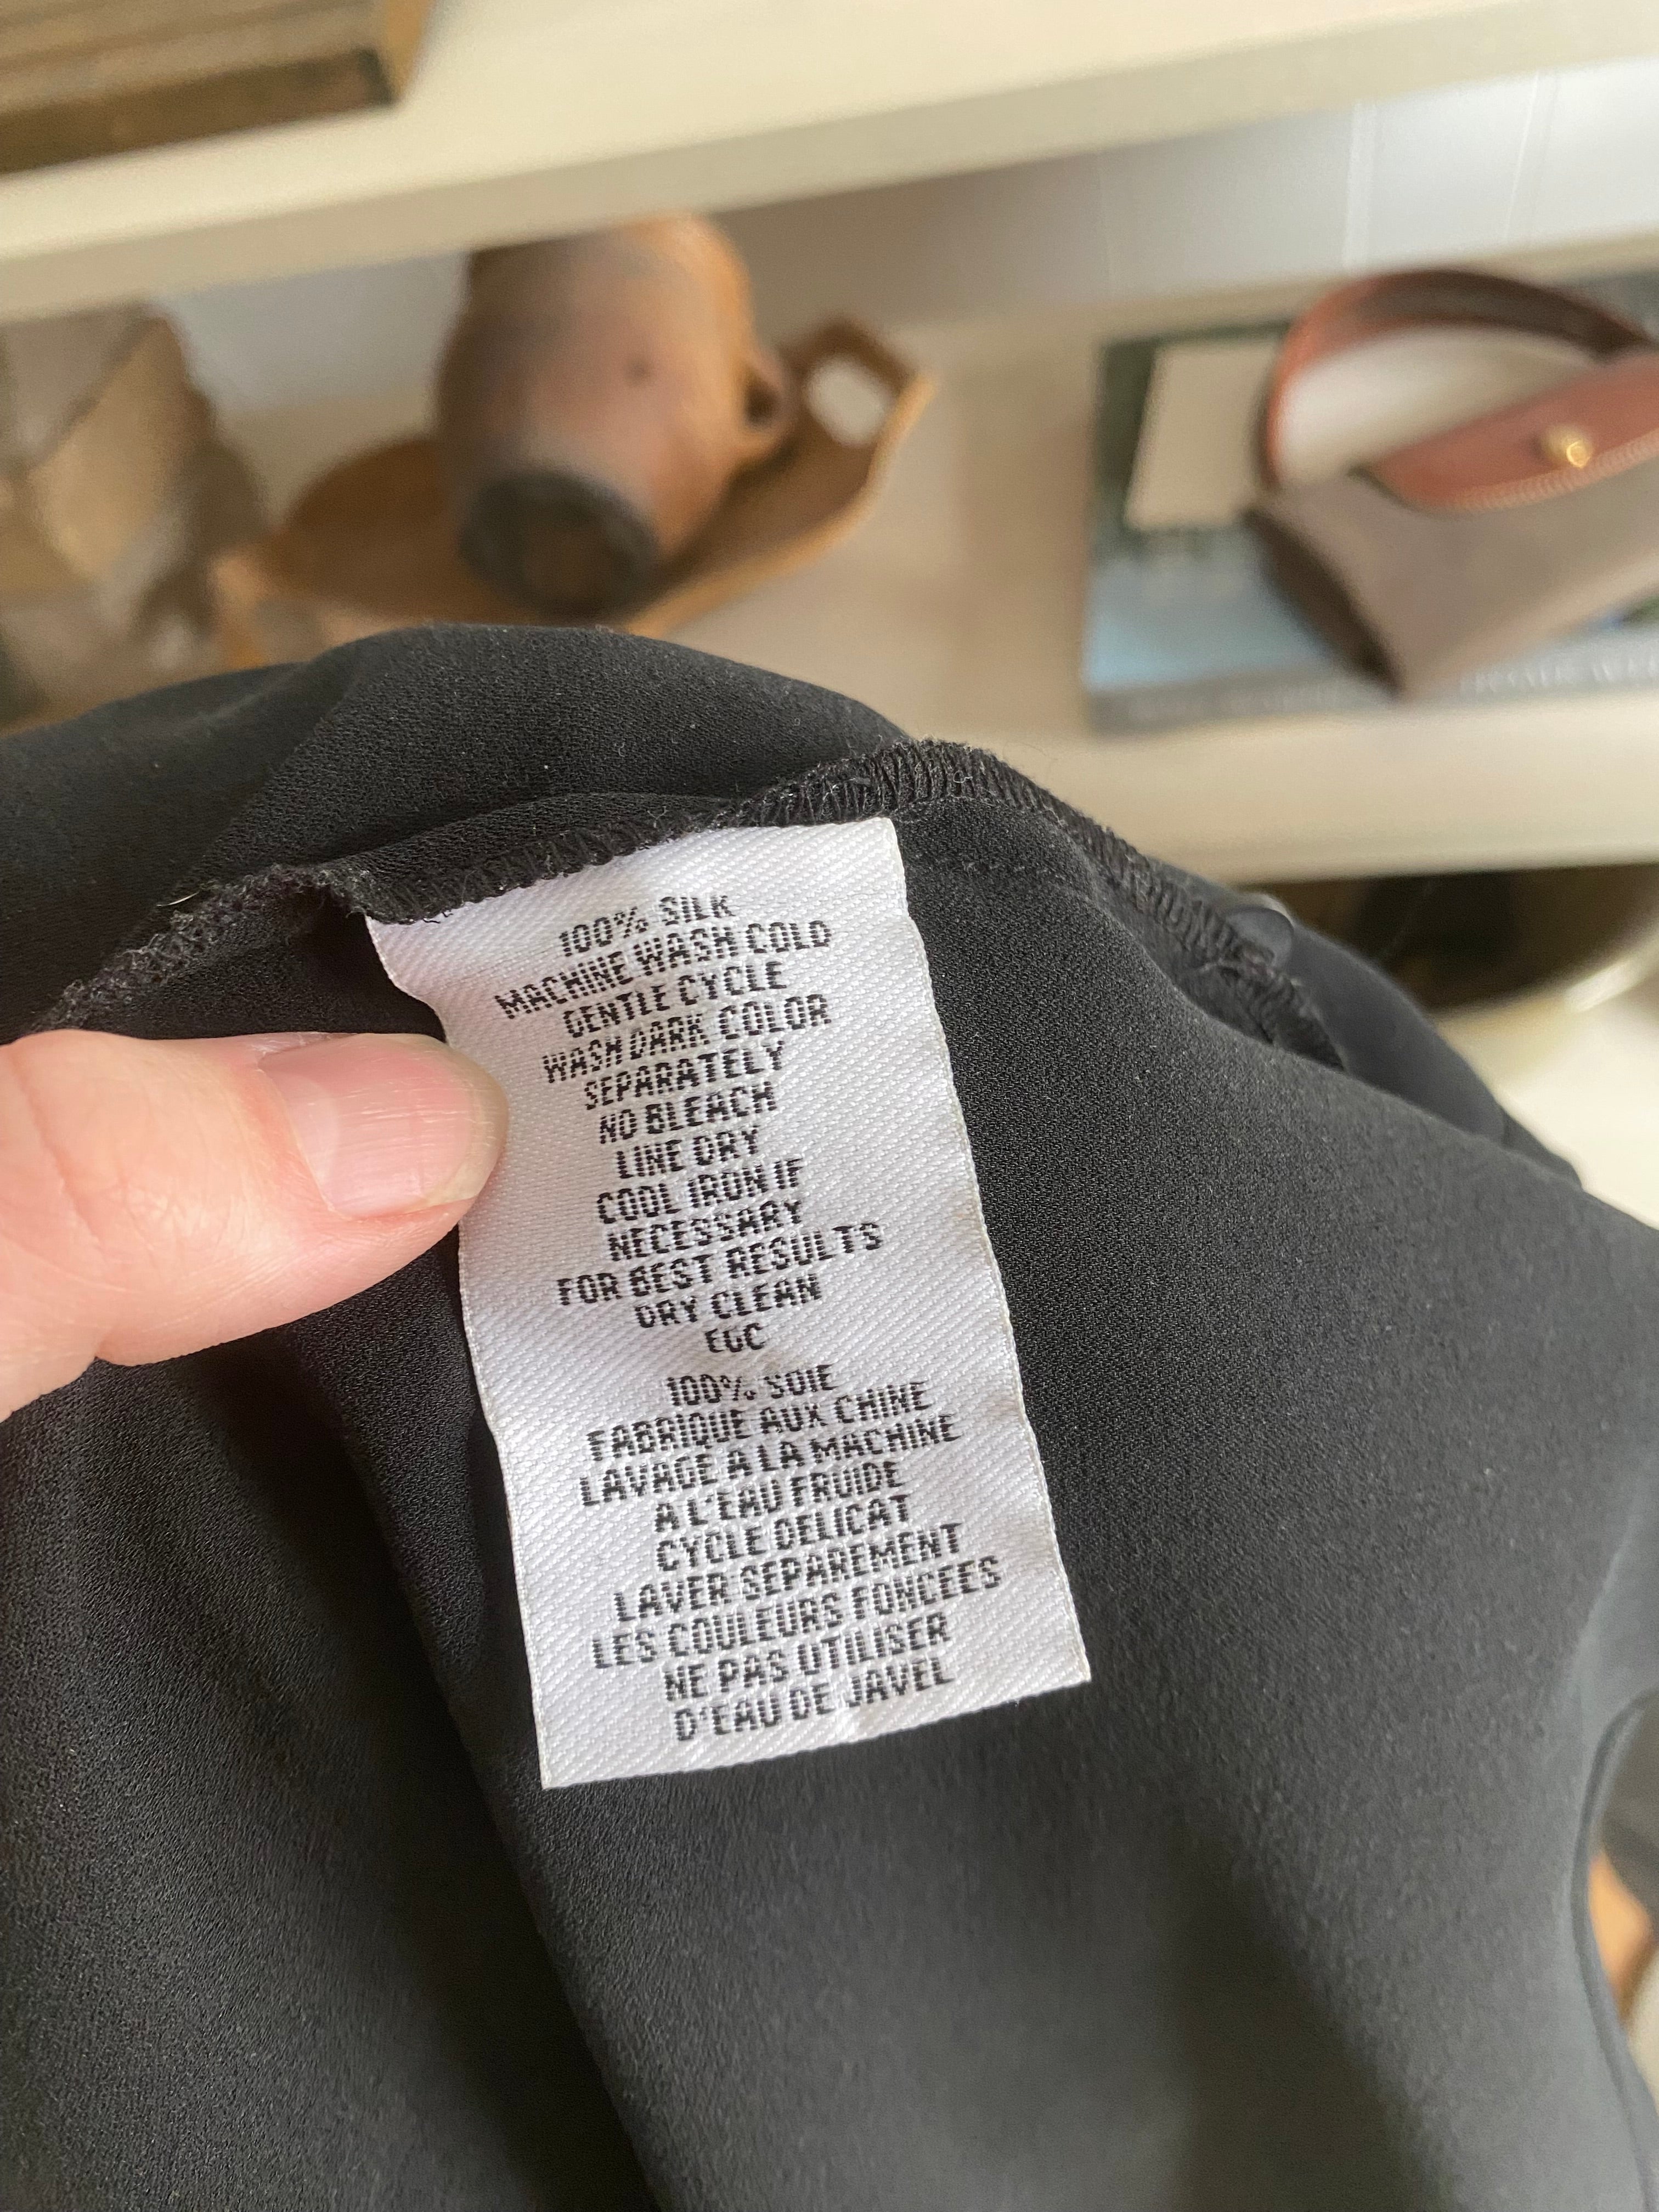 100% SILK
MACHINE WASH COLD
GENTLE CYCLE
WASH DARK COLOR
SEPARATELY
NO BLEACH
LINE DRY
COOL IRON IF
NECESSARY
FOR BEST RESULTS
DRY CLEAN
EGC
100% SOIE
FABRIQUE AUX CHINE
LAVAGE A LA MACHINE
A L'EAU FRUIDE
CYCLE DELICAT
LAVER SEPAREMENT
LES COULEURS FONCEES
NE PAS UTILISER
D'EAU DE JAVEL